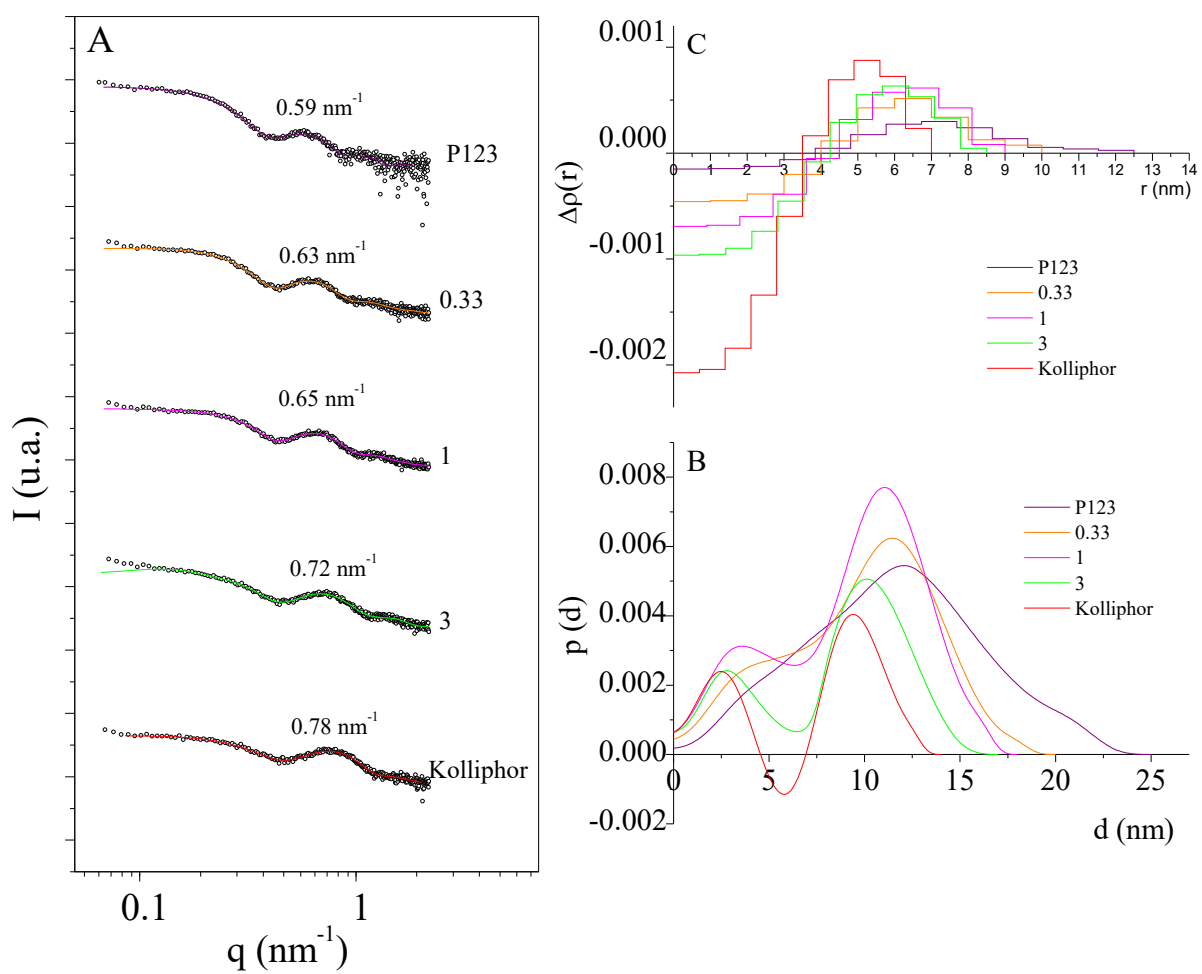 A
0.59 nm-1
P123
0.63 nm-1
0.33
0.65 nm-1
1
0.72 nm-1
3
0.78 nm-1
Kolliphor
I (u.a.)
0.1 1
q (nm-1)
C
0.001
0.000
-0.001
-0.002
Δρ(r)
0 1 2 3 4 5 6 7 8 9 10 11 12 13 14
r (nm)
P123
0.33
1
3
Kolliphor
B
0.008
0.006
0.004
0.002
0.000
-0.002
p (d)
P123
0.33
1
3
Kolliphor
0 5 10 15 20 25
d (nm)